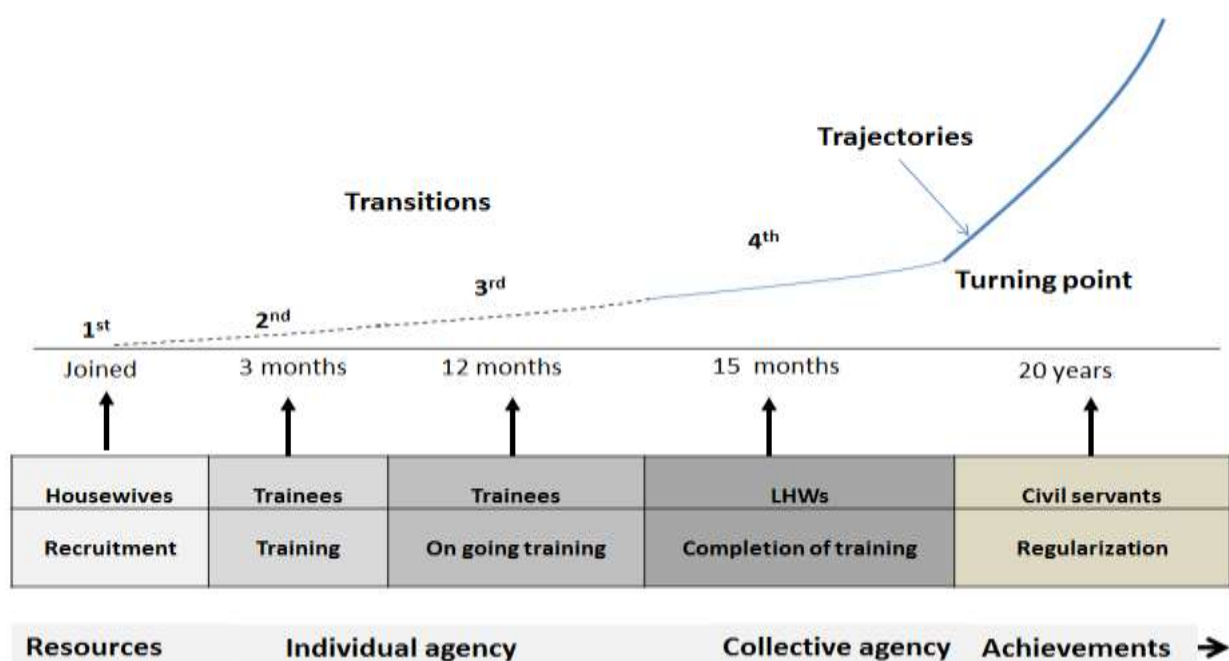 Trajectories
Transitions
4th
Turning point
3rd
2nd
1st
Joined 3 months 12 months 15 months 20 years
Housewives Trainees Trainees LHWs Civil servants
Recruitment Training On going training Completion of training Regularization
Resources Individual agency Collective agency Achievements